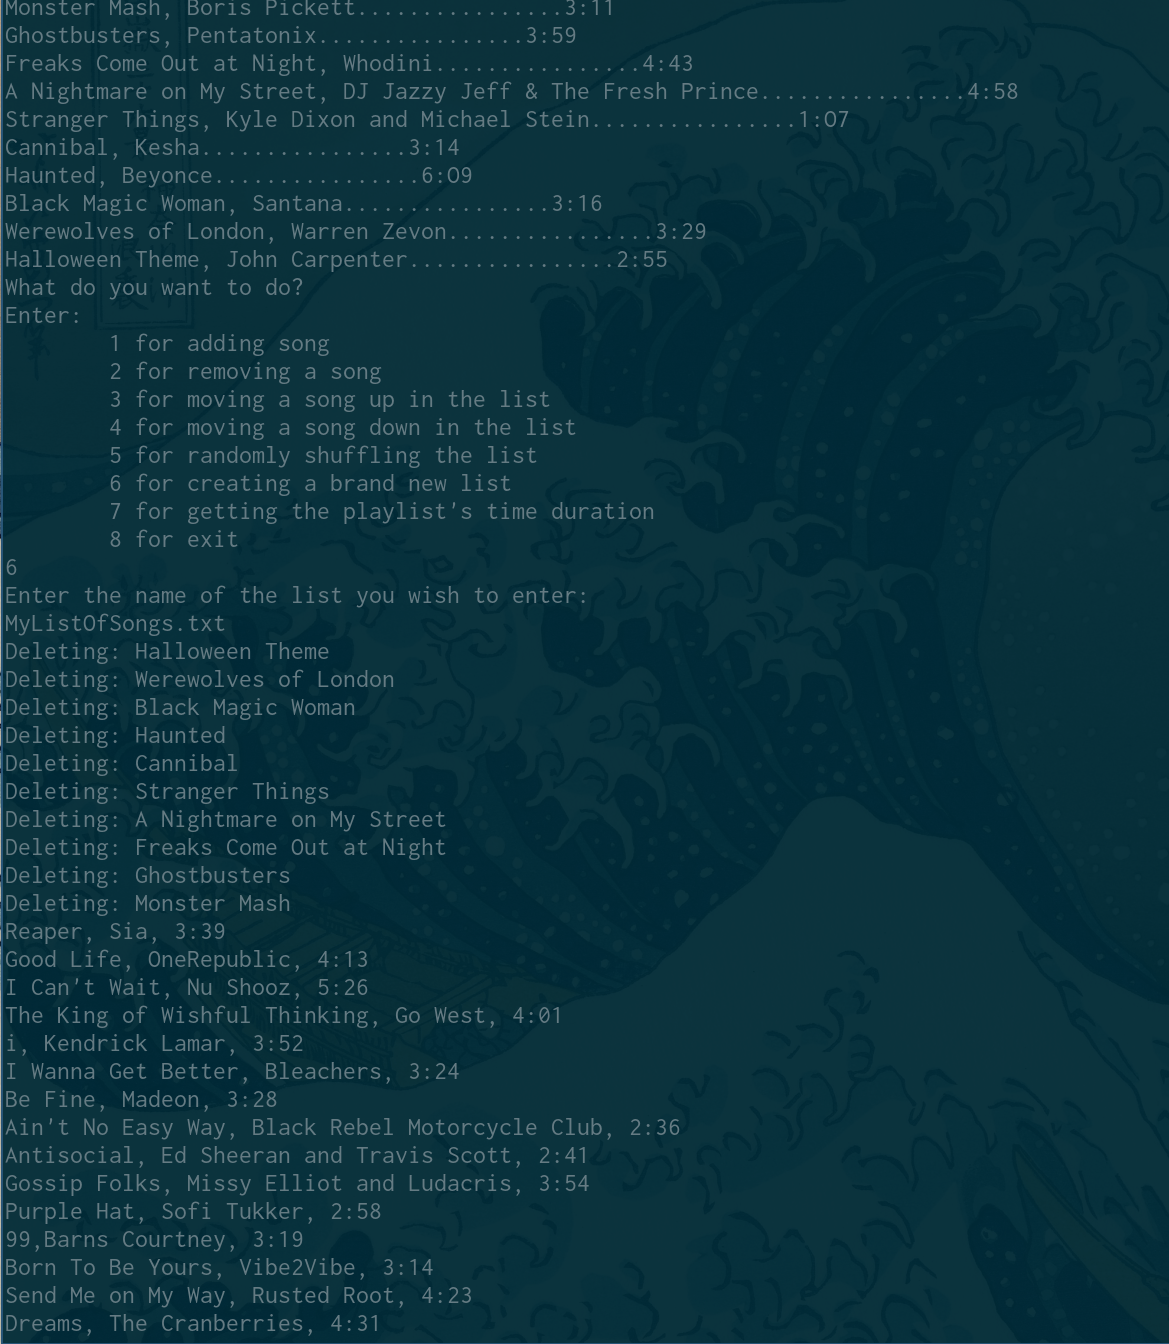 Monster Mash, Boris Pickett................3:11
Ghostbusters, Pentatonix................3:59
Freaks Come Out at Night, Whodini................4:43
A Nightmare on My Street, DJ Jazzy Jeff & The Fresh Prince................4:58
Stranger Things, Kyle Dixon and Michael Stein................1:07
Cannibal, Kesha................3:14
Haunted, Beyonce................6:09
Black Magic Woman, Santana................3:16
Werewolves of London, Warren Zevon................3:29
Halloween Theme, John Carpenter................2:55
What do you want to do?
Enter:
        1 for adding song
        2 for removing a song
        3 for moving a song up in the list
        4 for moving a song down in the list
        5 for randomly shuffling the list
        6 for creating a brand new list
        7 for getting the playlist's time duration
        8 for exit
6
Enter the name of the list you wish to enter:
MyListOfSongs.txt
Deleting: Halloween Theme
Deleting: Werewolves of London
Deleting: Black Magic Woman
Deleting: Haunted
Deleting: Cannibal
Deleting: Stranger Things
Deleting: A Nightmare on My Street
Deleting: Freaks Come Out at Night
Deleting: Ghostbusters
Deleting: Monster Mash
Reaper, Sia, 3:39
Good Life, OneRepublic, 4:13
I Can't Wait, Nu Shooz, 5:26
The King of Wishful Thinking, Go West, 4:01
i, Kendrick Lamar, 3:52
I Wanna Get Better, Bleachers, 3:24
Be Fine, Madeon, 3:28
Ain't No Easy Way, Black Rebel Motorcycle Club, 2:36
Antisocial, Ed Sheeran and Travis Scott, 2:41
Gossip Folks, Missy Elliot and Ludacris, 3:54
Purple Hat, Sofi Tukker, 2:58
99,Barns Courtney, 3:19
Born To Be Yours, Vibe2Vibe, 3:14
Send Me on My Way, Rusted Root, 4:23
Dreams, The Cranberries, 4:31